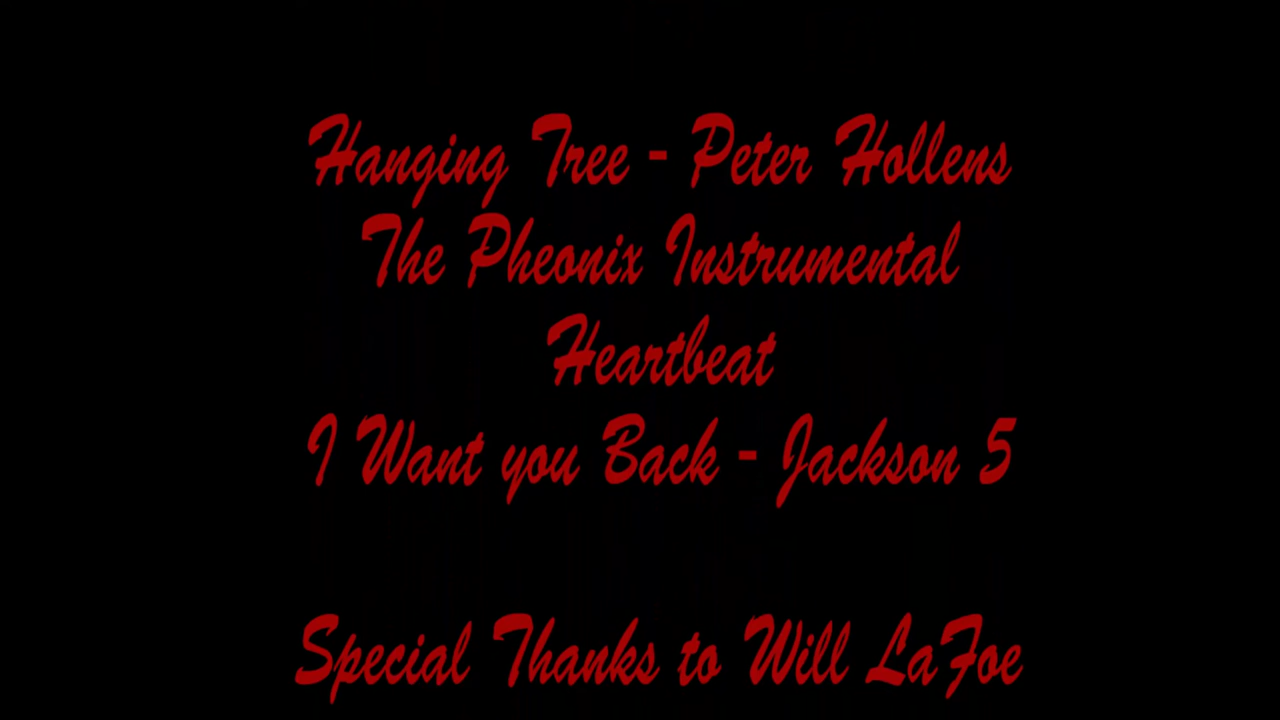 Hanging Tree - Peter Hollens
The Pheonix Instrumental
Heartbeat
I Want you Back - Jackson 5
Special Thanks to Will LaFoe